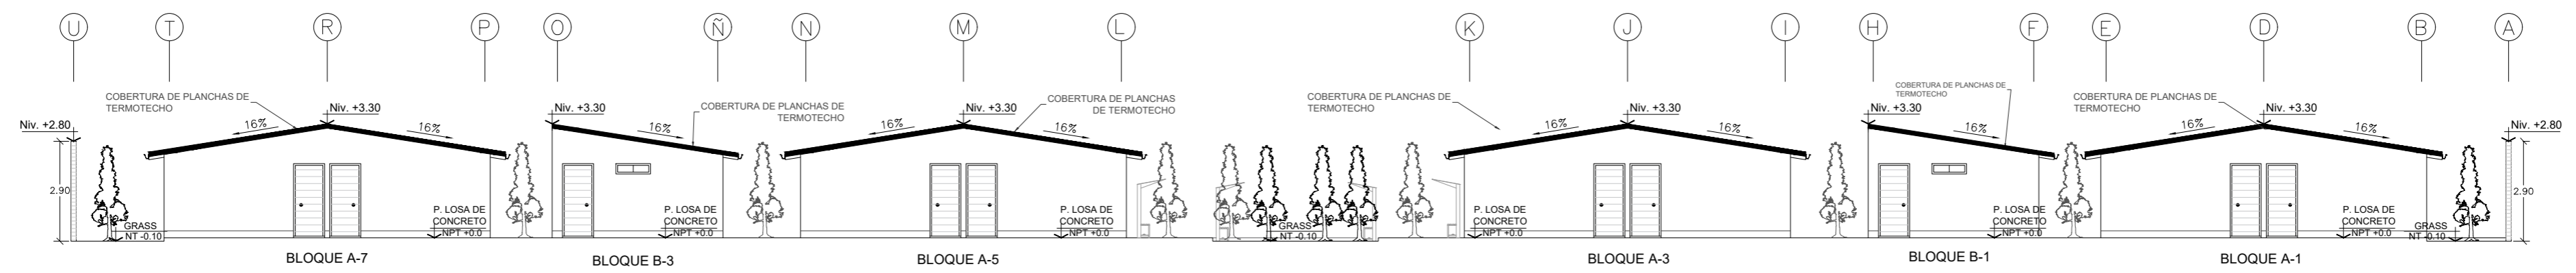 U T R P O Ñ N M L K J I H F E D B A
COBERTURA DE PLANCHAS DE
TERMOTECHO
Niv. +3.30
Niv. +2.80
16%
16%
2.90
GRASS
NT -0.10
P. LOSA DE
CONCRETO
NPT +0.0
BLOQUE A-7
Niv. +3.30
COBERTURA DE PLANCHAS DE
TERMOTECHO
16%
P. LOSA DE
CONCRETO
NPT +0.0
BLOQUE B-3
Niv. +3.30
COBERTURA DE PLANCHAS
DE TERMOTECHO
16%
16%
P. LOSA DE
CONCRETO
NPT +0.0
BLOQUE A-5
GRASS
NT -0.10
COBERTURA DE PLANCHAS DE
TERMOTECHO
Niv. +3.30
16%
16%
P. LOSA DE
CONCRETO
NPT +0.0
BLOQUE A-3
COBERTURA DE PLANCHAS DE
TERMOTECHO
Niv. +3.30
16%
P. LOSA DE
CONCRETO
NPT +0.0
BLOQUE B-1
COBERTURA DE PLANCHAS DE
TERMOTECHO
Niv. +3.30
16%
16%
P. LOSA DE
CONCRETO
NPT +0.0
BLOQUE A-1
GRASS
NT -0.10
Niv. +2.80
2.90